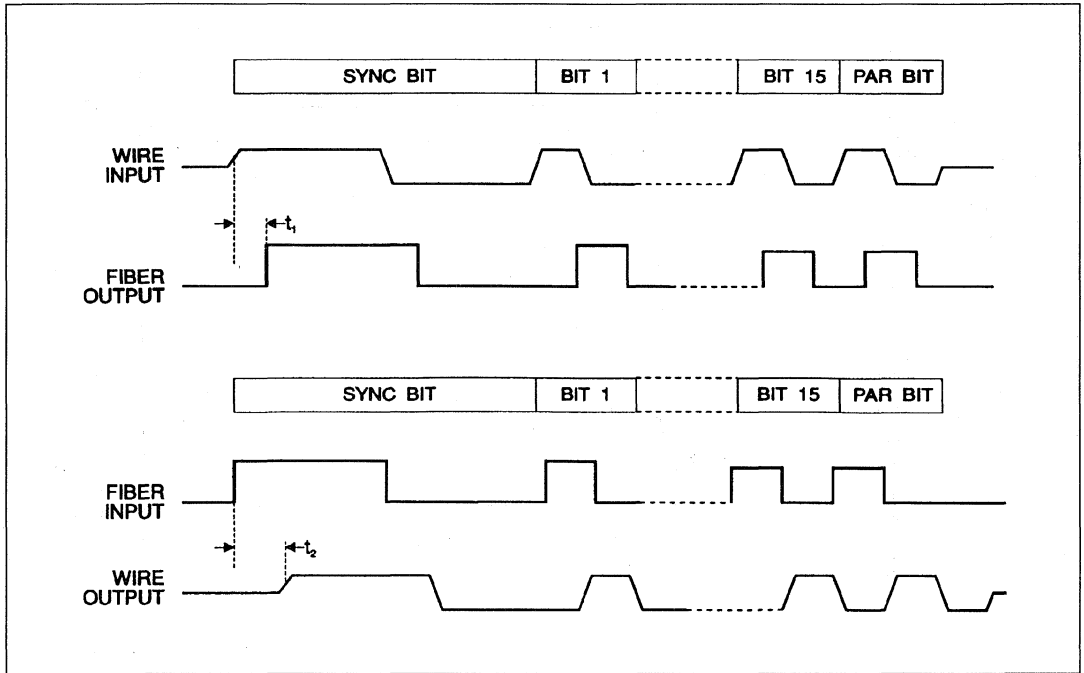 SYNC BIT BIT 1 BIT 15 PAR BIT
WIRE
INPUT
t₁
FIBER
OUTPUT
SYNC BIT BIT 1 BIT 15 PAR BIT
FIBER
INPUT
t₂
WIRE
OUTPUT